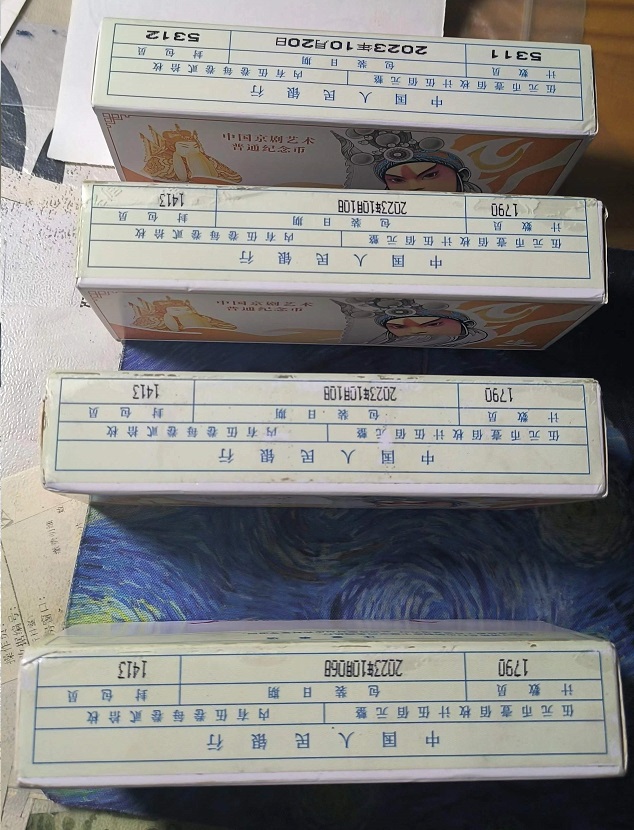 中国人民银行
伍元币壹佰枚计伍佰元整 内有伍卷每卷贰拾枚
计数员 包装日期 封包员
5311 2023年10月20日 5312
中国京剧艺术
普通纪念币
中国人民银行
伍元币壹佰枚计伍佰元整 内有伍卷每卷贰拾枚
计数员 包装日期 封包员
1790 2023年10月10日 1413
中国京剧艺术
普通纪念币
中国人民银行
伍元币壹佰枚计伍佰元整 内有伍卷每卷贰拾枚
计数员 包装日期 封包员
1790 2023年10月10日 1413
中国人民银行
伍元币壹佰枚计伍佰元整 内有伍卷每卷贰拾枚
计数员 包装日期 封包员
1790 2023年10月06日 1413